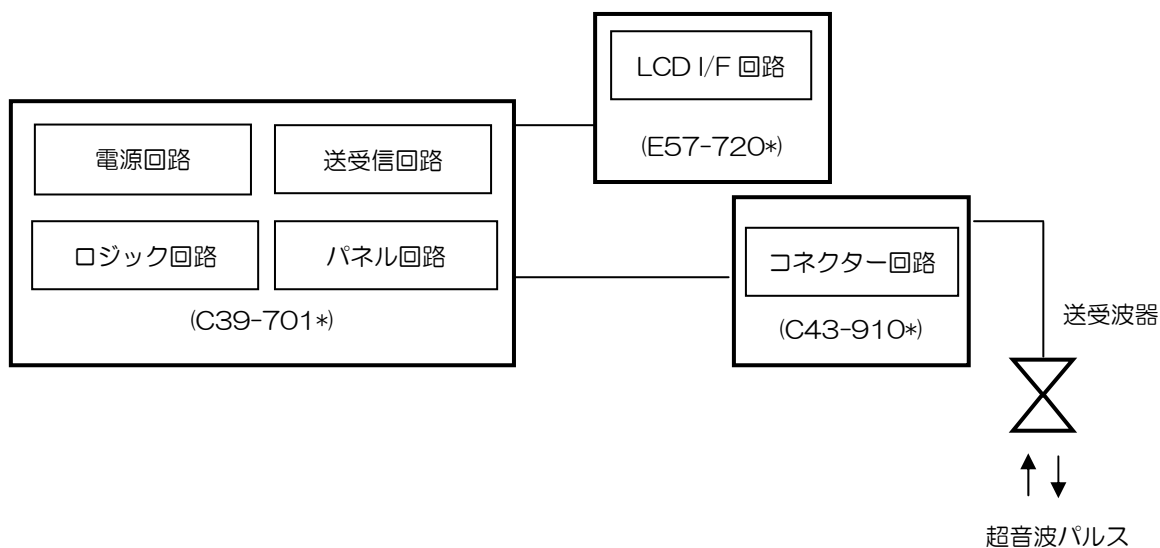 LCD I/F 回路
(E57-720*)
電源回路
送受信回路
ロジック回路
パネル回路
(C39-701*)
コネクター回路
(C43-910*)
送受波器
超音波パルス